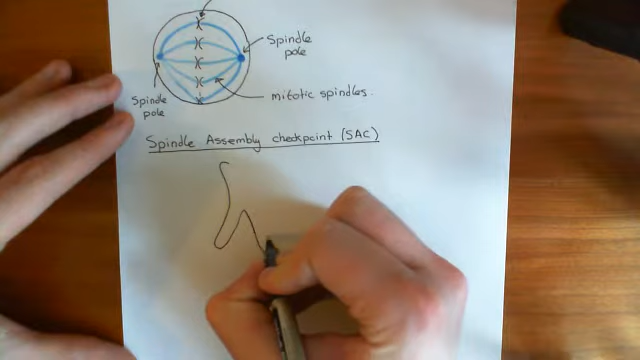 Spindle
pole
mitotic spindles.
Spindle
pole
Spindle Assembly checkpoint (SAC)